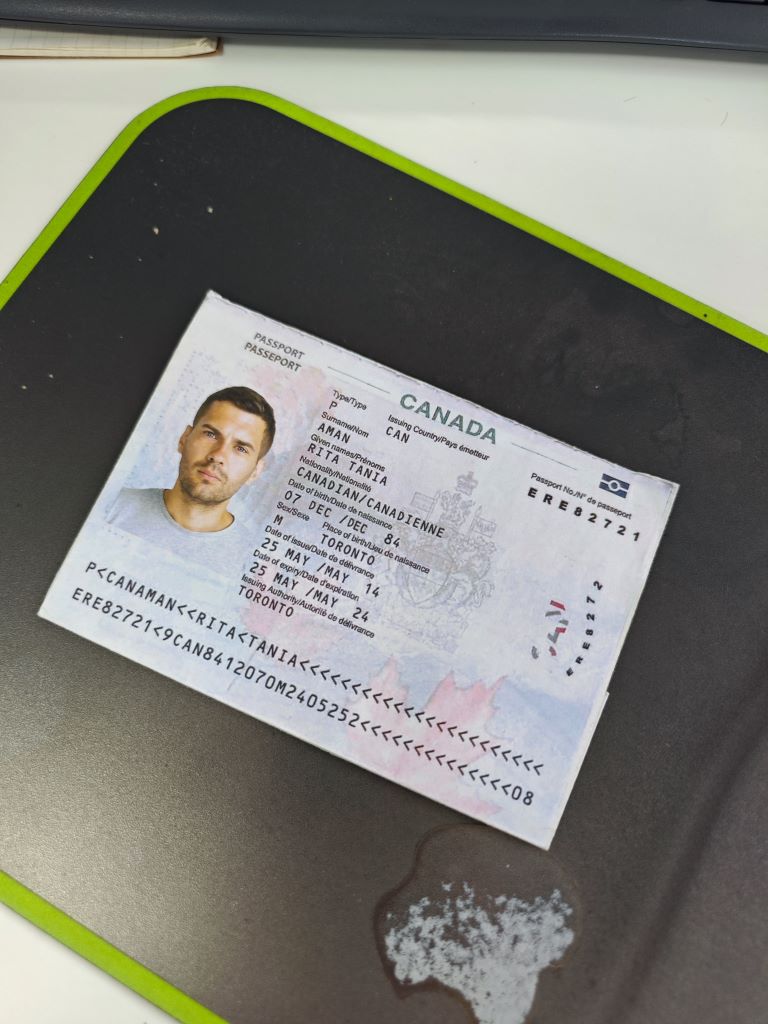 PASSPORT
PASSEPORT
CANADA
Type/Type
P
Issuing Country/Pays émetteur
CAN
Passport No./N° de passeport
ERE82721
Surname/Nom
AMAN
Given names/Prénoms
RITA TANIA
Nationality/Nationalité
CANADIAN/CANADIENNE
Date of birth/Date de naissance
07 DEC /DEC 84
Sex/Sexe Place of birth/Lieu de naissance
M TORONTO
Date of issue/Date de délivrance
25 MAY /MAY 14
Date of expiry/Date d'expiration
25 MAY /MAY 24
Issuing Authority/Autorité de délivrance
TORONTO
P<CANAMAN<<RITA<TANIA<<<<<<<<<<<<<<<<<<<<<<<
ERE82721<9CAN8412070M2405252<<<<<<<<<<<<<<08